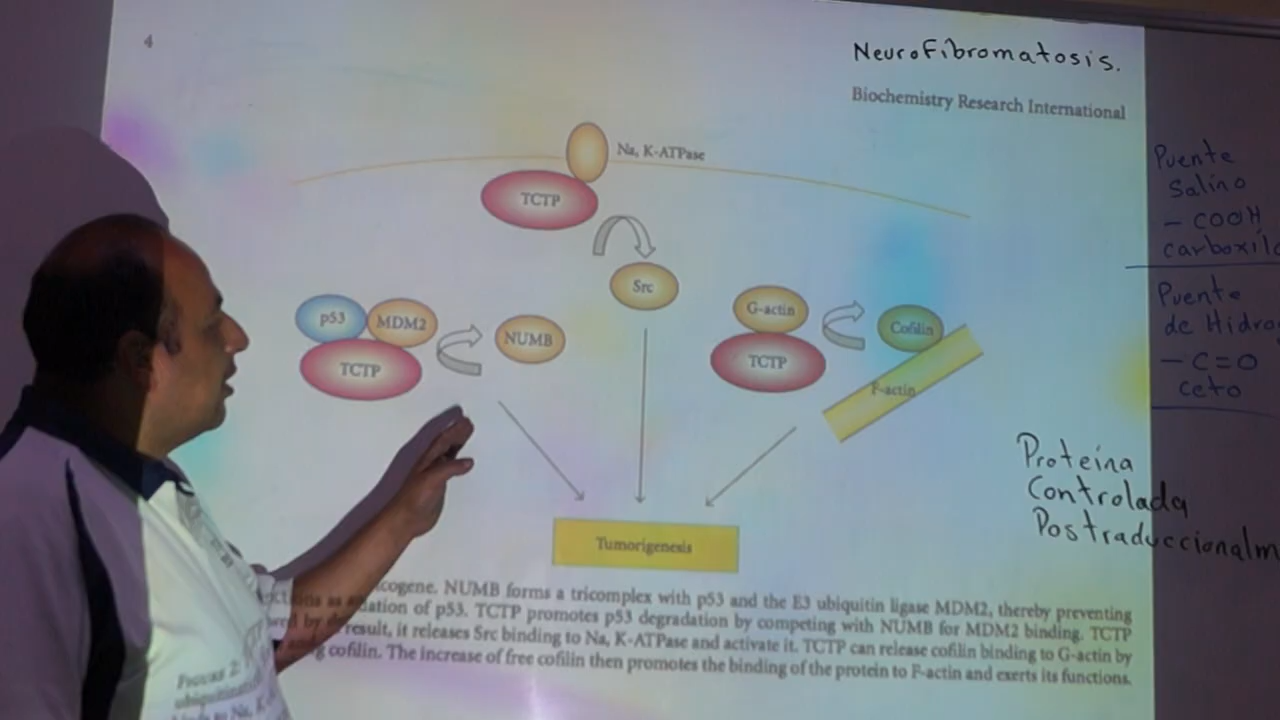 4
NeuroFibromatosis.
Biochemistry Research International
Na, K-ATPase
TCTP
Src
p53
MDM2
NUMB
TCTP
G-actin
TCTP
Cofilin
F-actin
Tumorigenesis
Puente
Salino
- COOH
carboxílo
Puente
de Hidro
- C=O
ceto
Proteína
Controlada
Postraduccionalm
NUMB forms a tricomplex with p53 and the E3 ubiquitin ligase MDM2, thereby preventing
of p53. TCTP promotes p53 degradation by competing with NUMB for MDM2 binding. TCTP
result, it releases Src binding to Na, K-ATPase and activate it. TCTP can release cofilin binding to G-actin by
cofilin. The increase of free cofilin then promotes the binding of the protein to F-actin and exerts its functions.